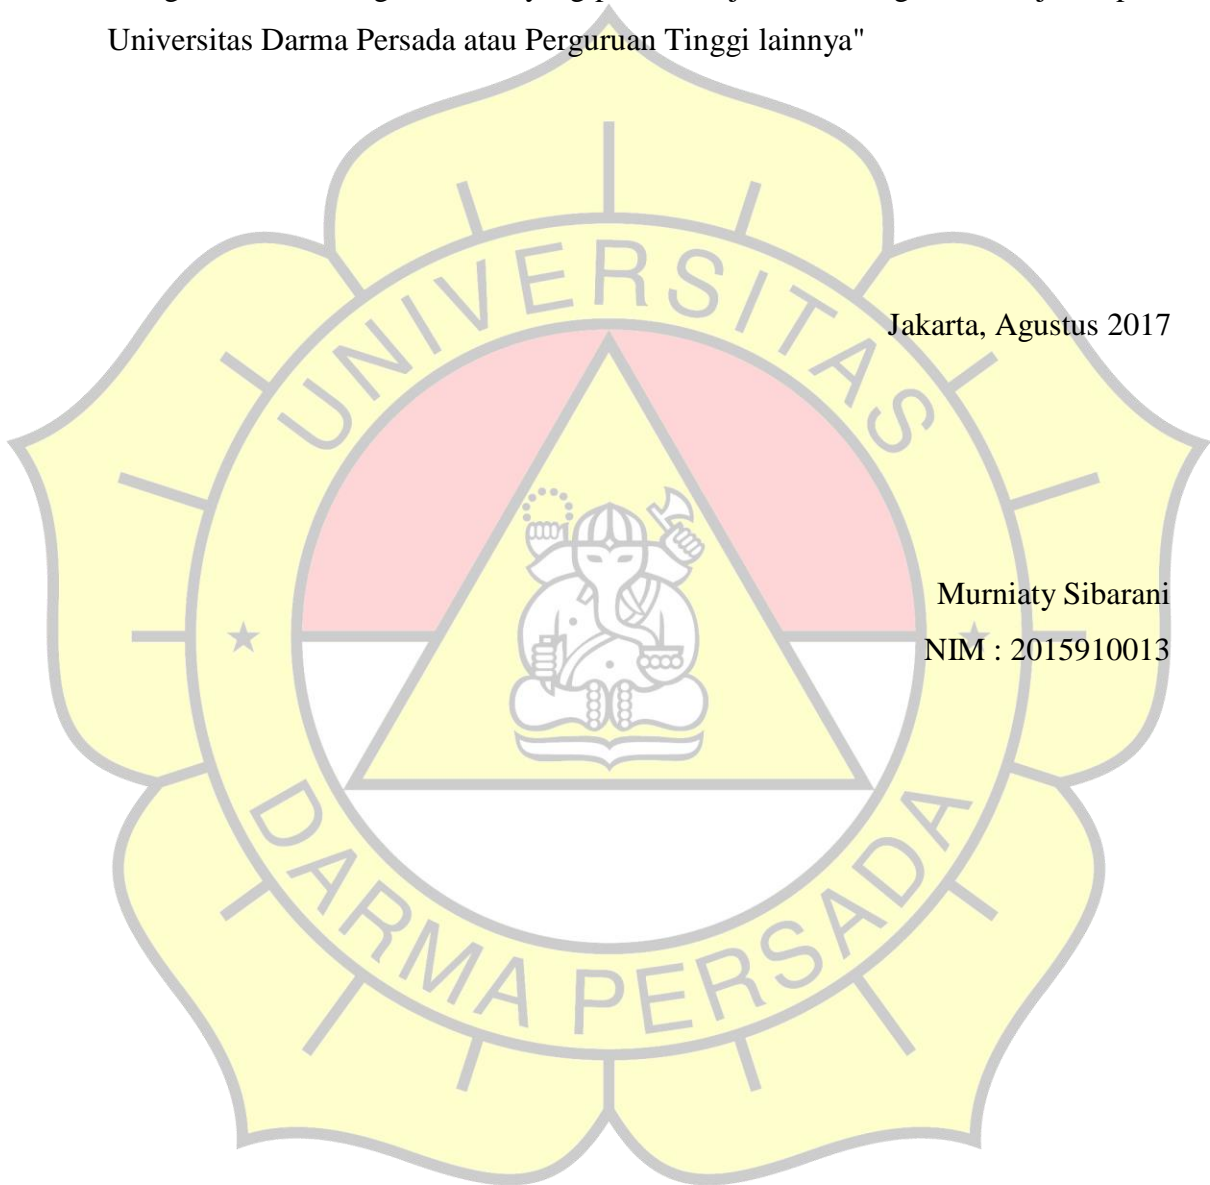 Universitas Darma Persada atau Perguruan Tinggi lainnya"
UNIVERSITAS
Jakarta, Agustus 2017
Murniaty Sibarani
NIM : 2015910013
DARMA PERSADA